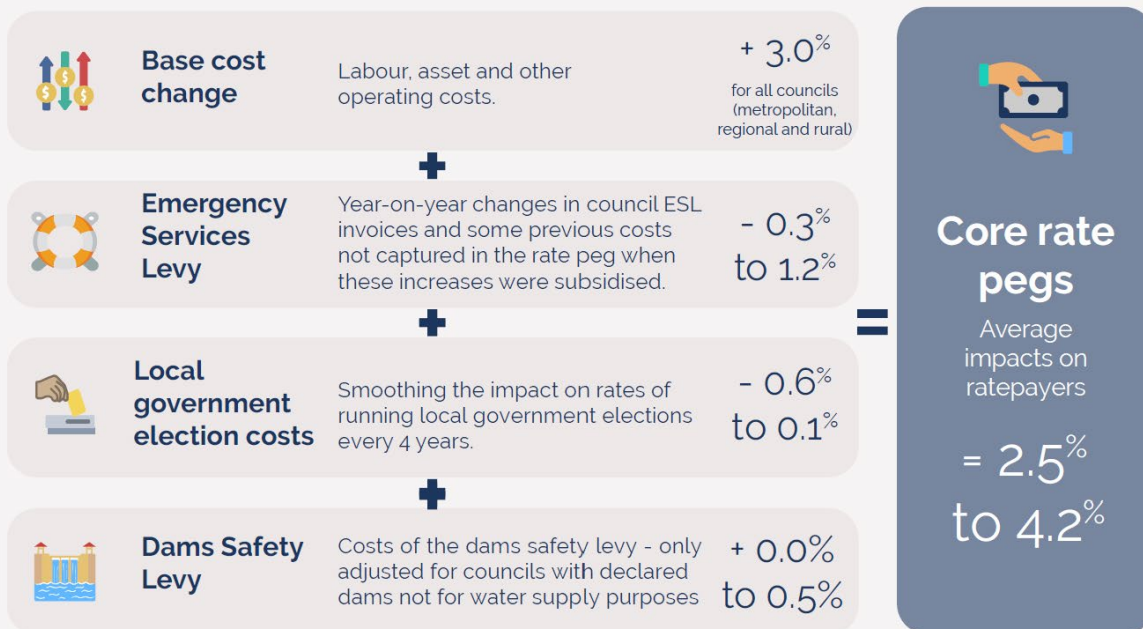 Base cost
change
Labour, asset and other
operating costs.
+ 3.0%
for all councils
(metropolitan,
regional and rural)
+
Emergency
Services
Levy
Year-on-year changes in council ESL
invoices and some previous costs
not captured in the rate peg when
these increases were subsidised.
- 0.3%
to 1.2%
+
Local
government
election costs
Smoothing the impact on rates of
running local government elections
every 4 years.
- 0.6%
to 0.1%
+
Dams Safety
Levy
Costs of the dams safety levy - only
adjusted for councils with declared
dams not for water supply purposes
+ 0.0%
to 0.5%
=
Core rate
pegs
Average
impacts on
ratepayers
= 2.5%
to 4.2%